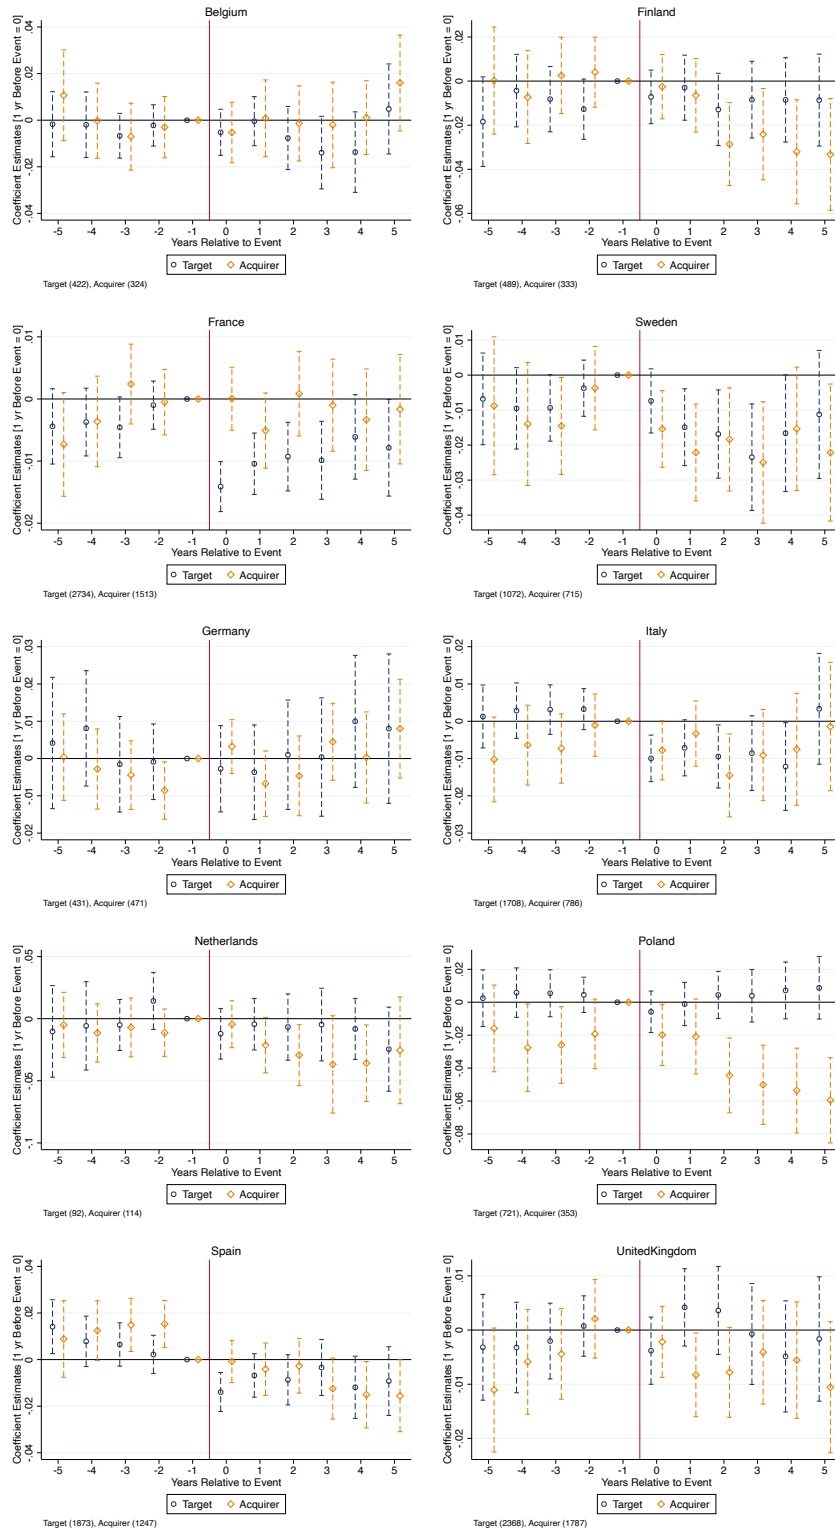 Belgium
Coefficient Estimates [1 yr Before Event = 0]
.04
.02
0
-.02
-.04
-5 -4 -3 -2 -1 0 1 2 3 4 5
Years Relative to Event
Target Acquirer
Target (422), Acquirer (324)
Finland
Coefficient Estimates [1 yr Before Event = 0]
.02
0
-.02
-.04
-.06
-5 -4 -3 -2 -1 0 1 2 3 4 5
Years Relative to Event
Target Acquirer
Target (489), Acquirer (333)
France
Coefficient Estimates [1 yr Before Event = 0]
.01
0
-.01
-.02
-5 -4 -3 -2 -1 0 1 2 3 4 5
Years Relative to Event
Target Acquirer
Target (2734), Acquirer (1513)
Sweden
Coefficient Estimates [1 yr Before Event = 0]
.01
0
-.01
-.02
-.03
-.04
-5 -4 -3 -2 -1 0 1 2 3 4 5
Years Relative to Event
Target Acquirer
Target (1072), Acquirer (715)
Germany
Coefficient Estimates [1 yr Before Event = 0]
.03
.02
.01
0
-.01
-.02
-5 -4 -3 -2 -1 0 1 2 3 4 5
Years Relative to Event
Target Acquirer
Target (431), Acquirer (471)
Italy
Coefficient Estimates [1 yr Before Event = 0]
.02
.01
0
-.01
-.02
-.03
-5 -4 -3 -2 -1 0 1 2 3 4 5
Years Relative to Event
Target Acquirer
Target (1708), Acquirer (786)
Netherlands
Coefficient Estimates [1 yr Before Event = 0]
.05
0
-.05
-.1
-5 -4 -3 -2 -1 0 1 2 3 4 5
Years Relative to Event
Target Acquirer
Target (92), Acquirer (114)
Poland
Coefficient Estimates [1 yr Before Event = 0]
.02
0
-.02
-.04
-.06
-.08
-5 -4 -3 -2 -1 0 1 2 3 4 5
Years Relative to Event
Target Acquirer
Target (721), Acquirer (353)
Spain
Coefficient Estimates [1 yr Before Event = 0]
.04
.02
0
-.02
-.04
-5 -4 -3 -2 -1 0 1 2 3 4 5
Years Relative to Event
Target Acquirer
Target (1873), Acquirer (1247)
UnitedKingdom
Coefficient Estimates [1 yr Before Event = 0]
.01
0
-.01
-.02
-5 -4 -3 -2 -1 0 1 2 3 4 5
Years Relative to Event
Target Acquirer
Target (2368), Acquirer (1787)